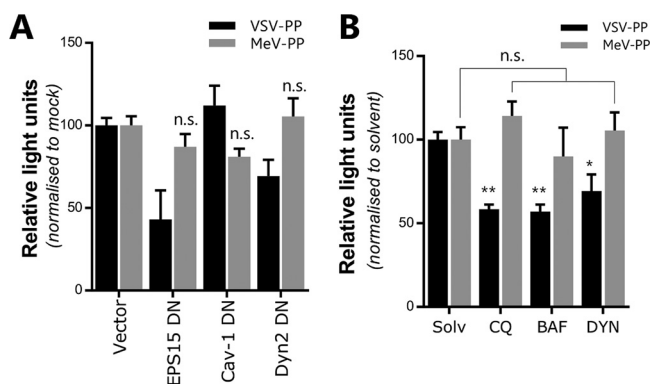 A
VSV-PP
MeV-PP
Relative light units
(normalised to mock)
150
100
50
0
n.s.
n.s.
n.s.
Vector
EPS15 DN
Cav-1 DN
Dyn2 DN
B
VSV-PP
MeV-PP
Relative light units
(normalised to solvent)
150
100
50
0
n.s.
**
**
*
Solv
CQ
BAF
DYN